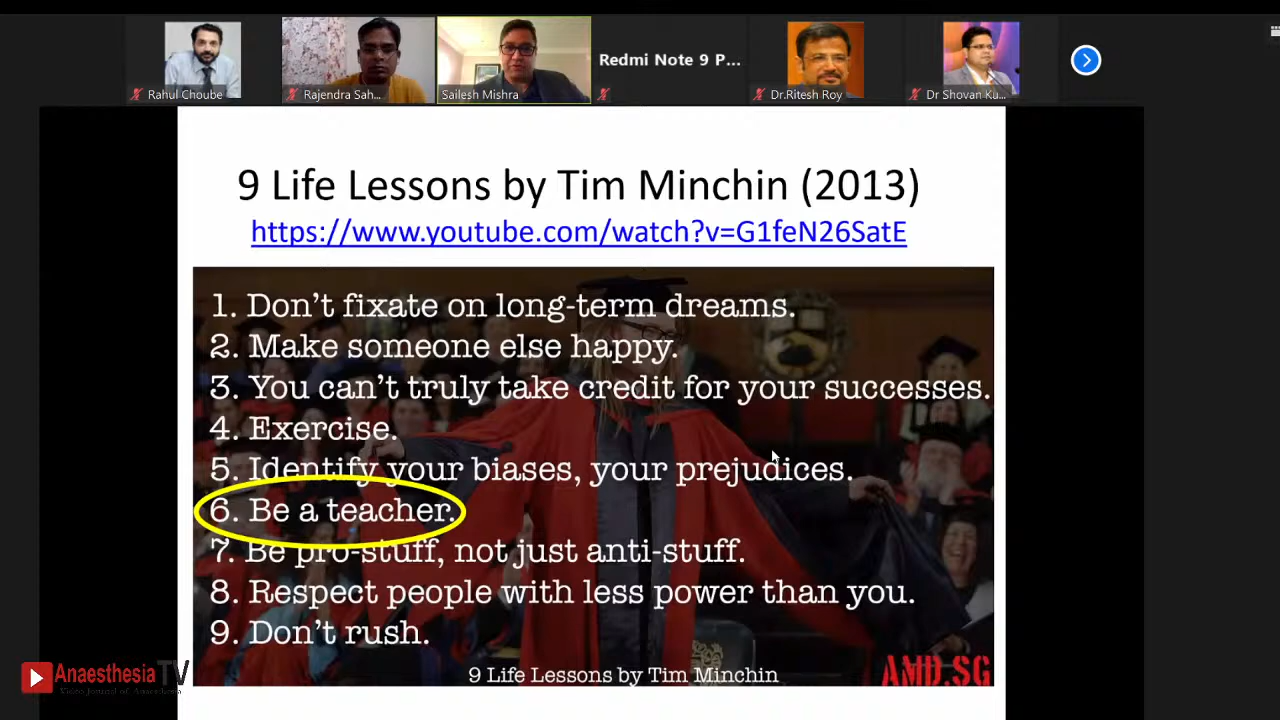 Rahul Choube
Rajendra Sah...
Sailesh Mishra
Redmi Note 9 P...
Dr.Ritesh Roy
Dr Shovan Ku...
9 Life Lessons by Tim Minchin (2013)
https://www.youtube.com/watch?v=G1feN26SatE
1. Don't fixate on long-term dreams.
2. Make someone else happy.
3. You can't truly take credit for your successes.
4. Exercise.
5. Identify your biases, your prejudices.
6. Be a teacher.
7. Be pro-stuff, not just anti-stuff.
8. Respect people with less power than you.
9. Don't rush.
9 Life Lessons by Tim Minchin
AMD.SG
Anaesthesia TV
Video Journal of Anaesthesia